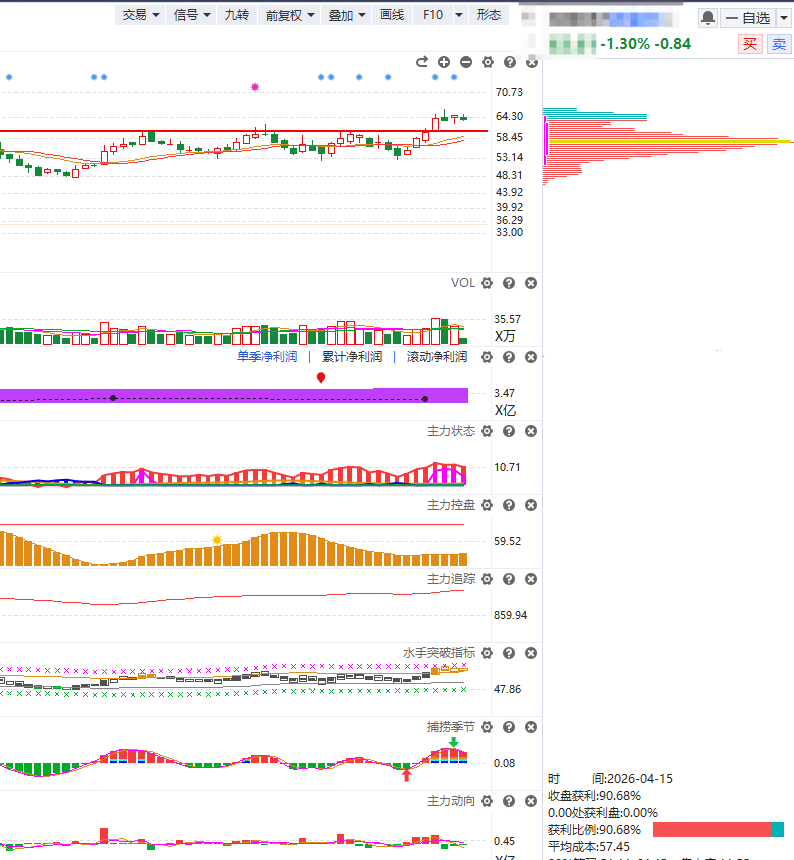 交易 信号 九转 前复权 叠加 画线 F10 形态
自选
-1.30% -0.84
买 卖
70.73
64.30
58.45
53.14
48.31
43.92
39.92
36.29
33.00
VOL
35.57
X万
单季净利润 | 累计净利润 | 滚动净利润
3.47
X亿
主力状态
10.71
主力控盘
59.52
主力追踪
859.94
水手突破指标
47.86
捕捞季节
0.08
主力动向
0.45
时 间:2026-04-15
收盘获利:90.68%
0.00处获利盘:0.00%
获利比例:90.68%
平均成本:57.45